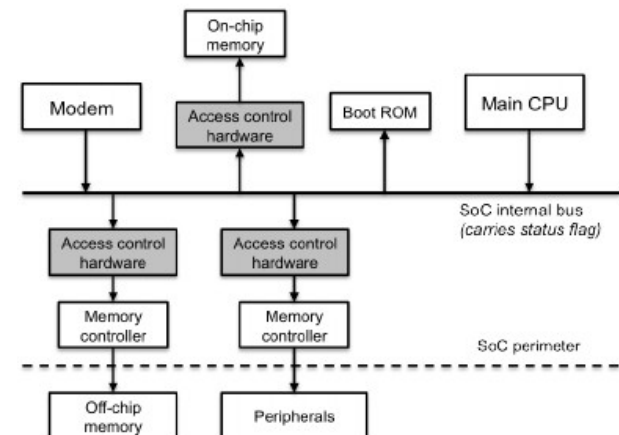 On-chip
memory
Modem
Access control
hardware
Boot ROM
Main CPU
SoC internal bus
(carries status flag)
Access control
hardware
Access control
hardware
Memory
controller
Memory
controller
SoC perimeter
Off-chip
memory
Peripherals